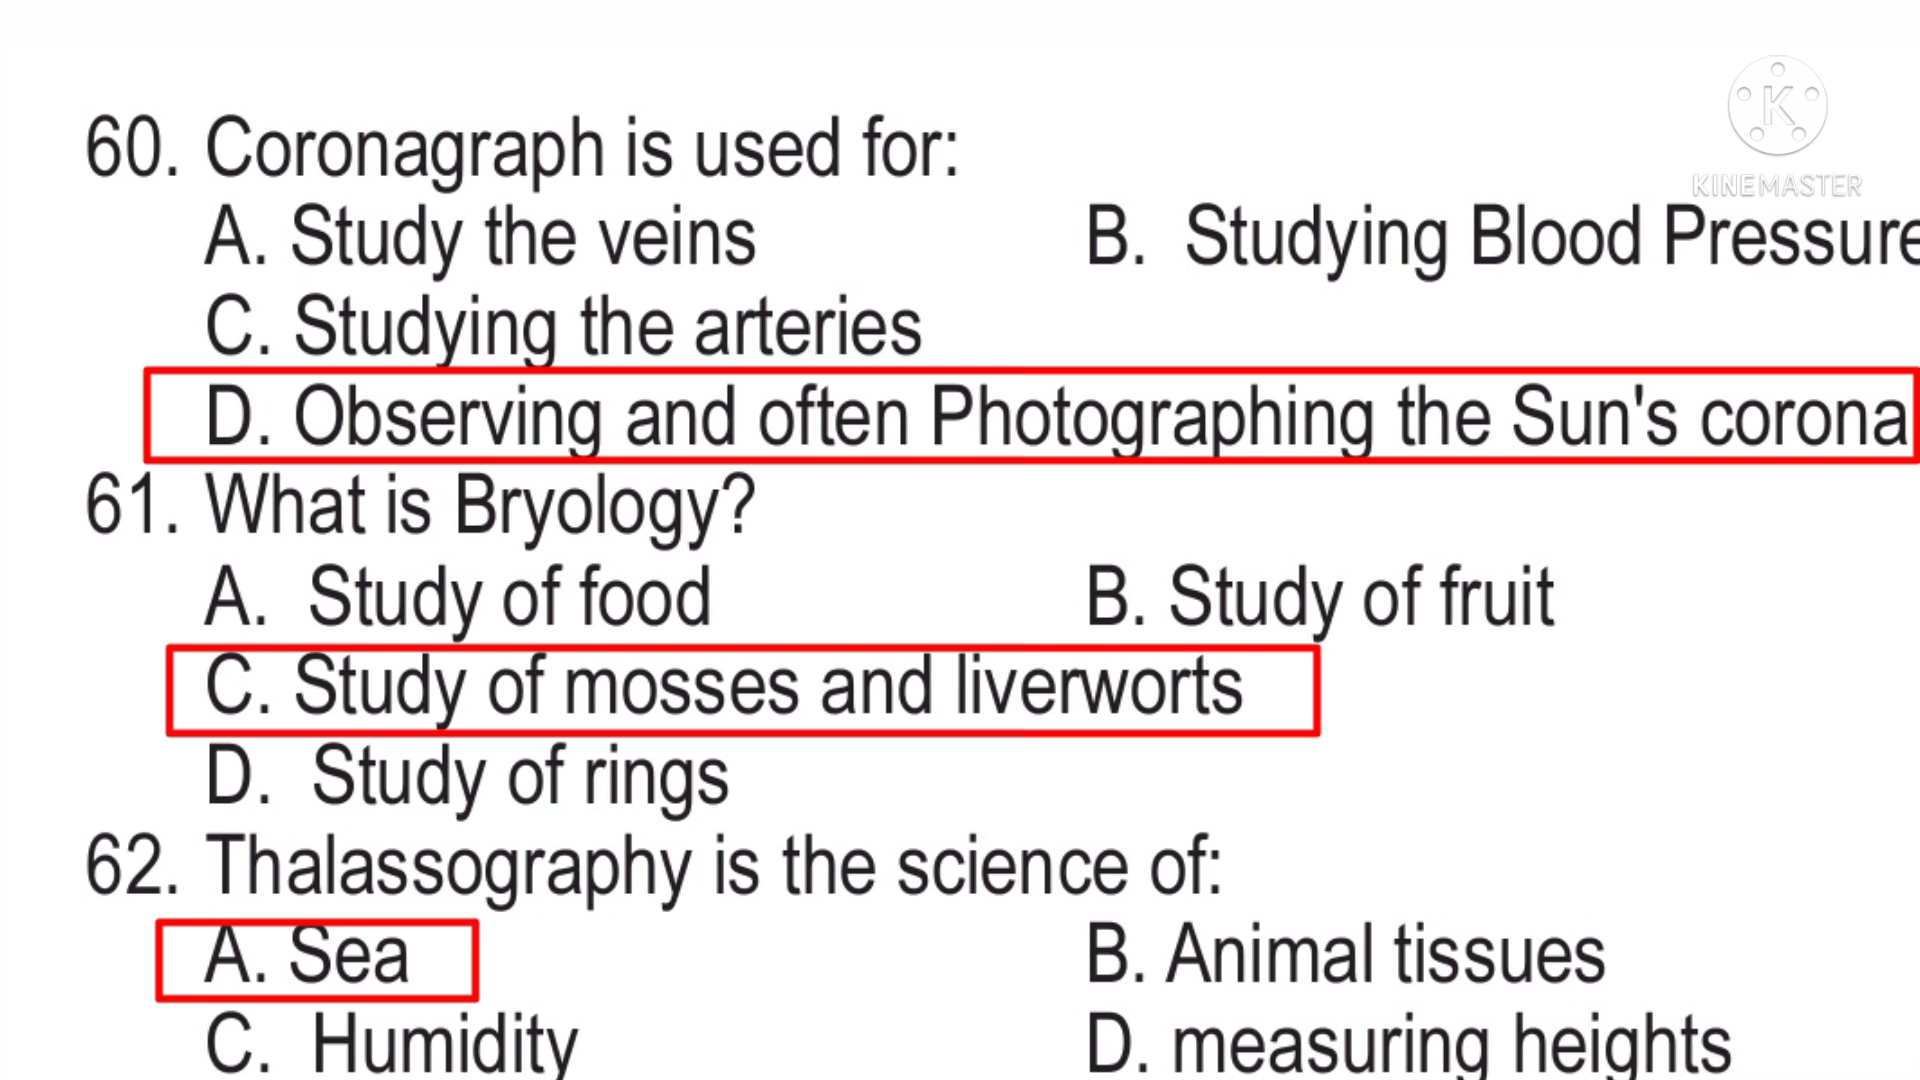 K
KINEMASTER
60. Coronagraph is used for:
A. Study the veins B. Studying Blood Pressure
C. Studying the arteries
D. Observing and often Photographing the Sun's corona
61. What is Bryology?
A. Study of food B. Study of fruit
C. Study of mosses and liverworts
D. Study of rings
62. Thalassography is the science of:
A. Sea B. Animal tissues
C. Humidity D. measuring heights